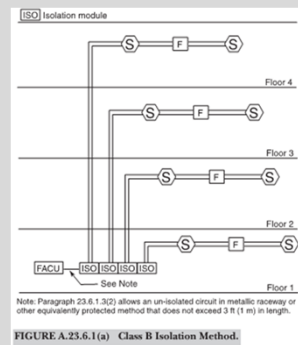 ISO Isolation module
S F S
Floor 4
S F S
Floor 3
S F S
Floor 2
S F S
FACU ISO ISO ISO ISO
See Note
Floor 1
Note: Paragraph 23.6.1.3(2) allows an un-isolated circuit in metallic raceway or
other equivalently protected method that does not exceed 3 ft (1 m) in length.
FIGURE A.23.6.1(a) Class B Isolation Method.